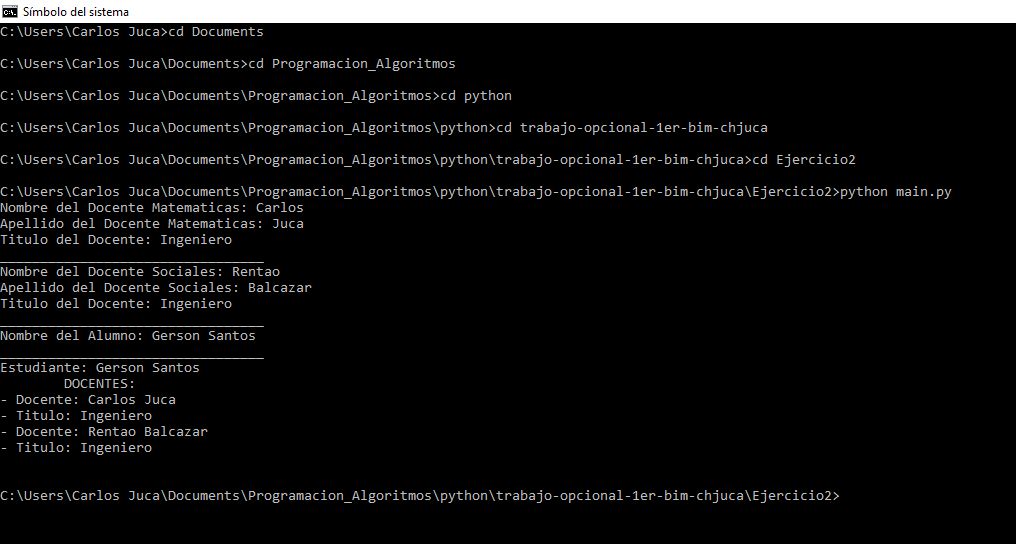 Símbolo del sistema
C:\Users\Carlos Juca>cd Documents
C:\Users\Carlos Juca\Documents>cd Programacion_Algoritmos
C:\Users\Carlos Juca\Documents\Programacion_Algoritmos>cd python
C:\Users\Carlos Juca\Documents\Programacion_Algoritmos\python>cd trabajo-opcional-1er-bim-chjuca
C:\Users\Carlos Juca\Documents\Programacion_Algoritmos\python\trabajo-opcional-1er-bim-chjuca>cd Ejercicio2
C:\Users\Carlos Juca\Documents\Programacion_Algoritmos\python\trabajo-opcional-1er-bim-chjuca\Ejercicio2>python main.py
Nombre del Docente Matematicas: Carlos
Apellido del Docente Matematicas: Juca
Titulo del Docente: Ingeniero
_________________________________
Nombre del Docente Sociales: Rentao
Apellido del Docente Sociales: Balcazar
Titulo del Docente: Ingeniero
_________________________________
Nombre del Alumno: Gerson Santos
_________________________________
Estudiante: Gerson Santos
        DOCENTES:
- Docente: Carlos Juca
- Titulo: Ingeniero
- Docente: Rentao Balcazar
- Titulo: Ingeniero
C:\Users\Carlos Juca\Documents\Programacion_Algoritmos\python\trabajo-opcional-1er-bim-chjuca\Ejercicio2>